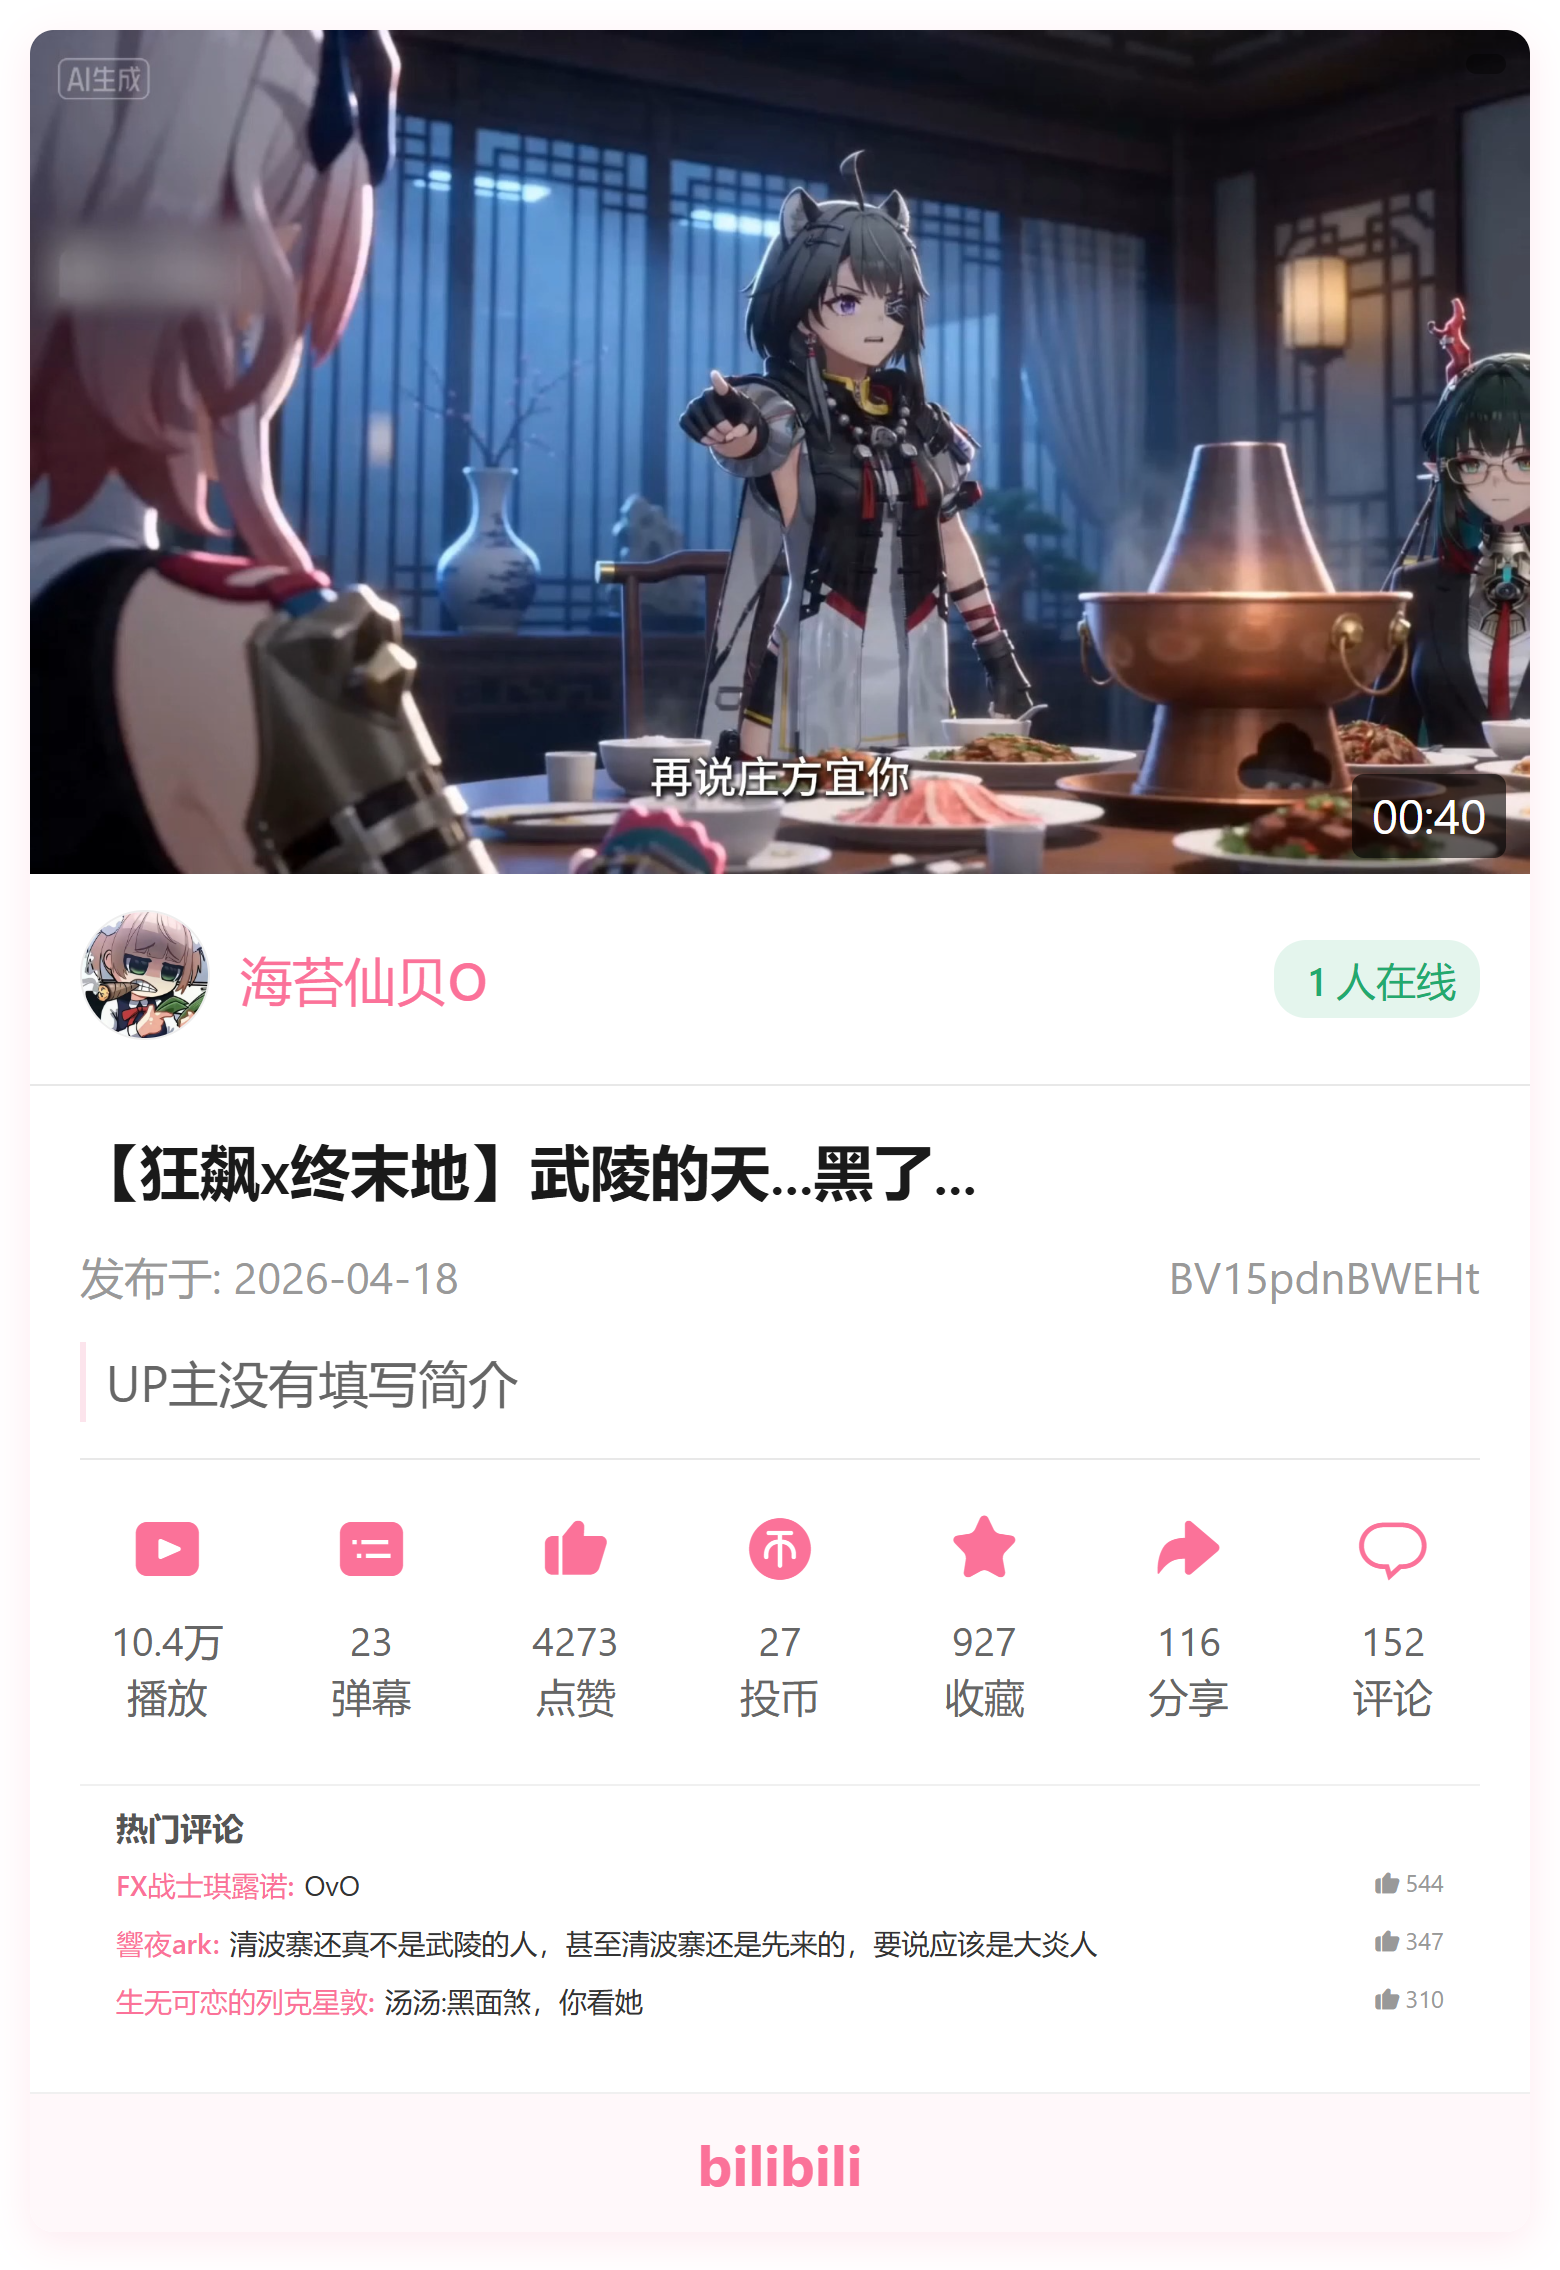 AI生成
再说庄方宜你
00:40
海苔仙贝O
1 人在线
【狂飙x终末地】武陵的天...黑了...
发布于: 2026-04-18
BV15pdnBWEHt
UP主没有填写简介
10.4万
播放
23
弹幕
4273
点赞
27
投币
927
收藏
116
分享
152
评论
热门评论
FX战士琪露诺: OvO
544
響夜ark: 清波寨还真不是武陵的人，甚至清波寨还是先来的，要说应该是大炎人
347
生无可恋的列克星敦: 汤汤:黑面煞，你看她
310
bilibili